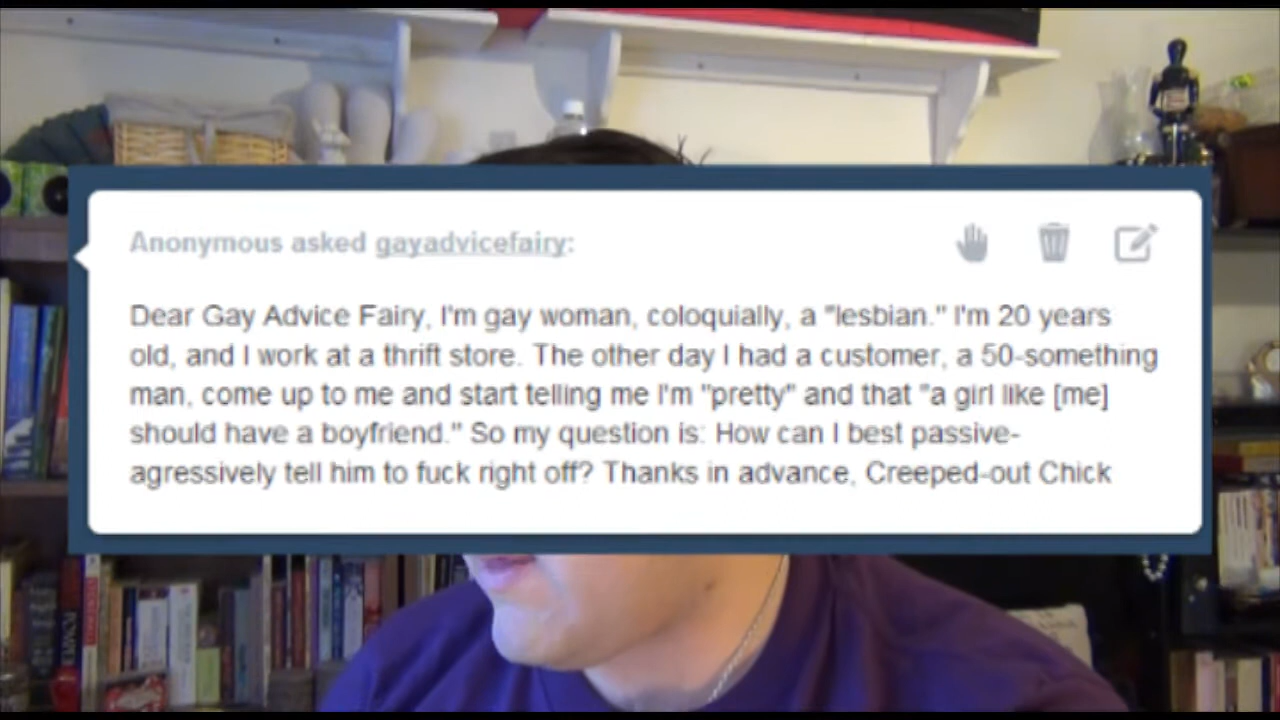 Anonymous asked gayadvicefairy:
Dear Gay Advice Fairy, I'm gay woman, coloquially, a "lesbian." I'm 20 years
old, and I work at a thrift store. The other day I had a customer, a 50-something
man, come up to me and start telling me I'm "pretty" and that "a girl like [me]
should have a boyfriend." So my question is: How can I best passive-
agressively tell him to fuck right off? Thanks in advance, Creeped-out Chick